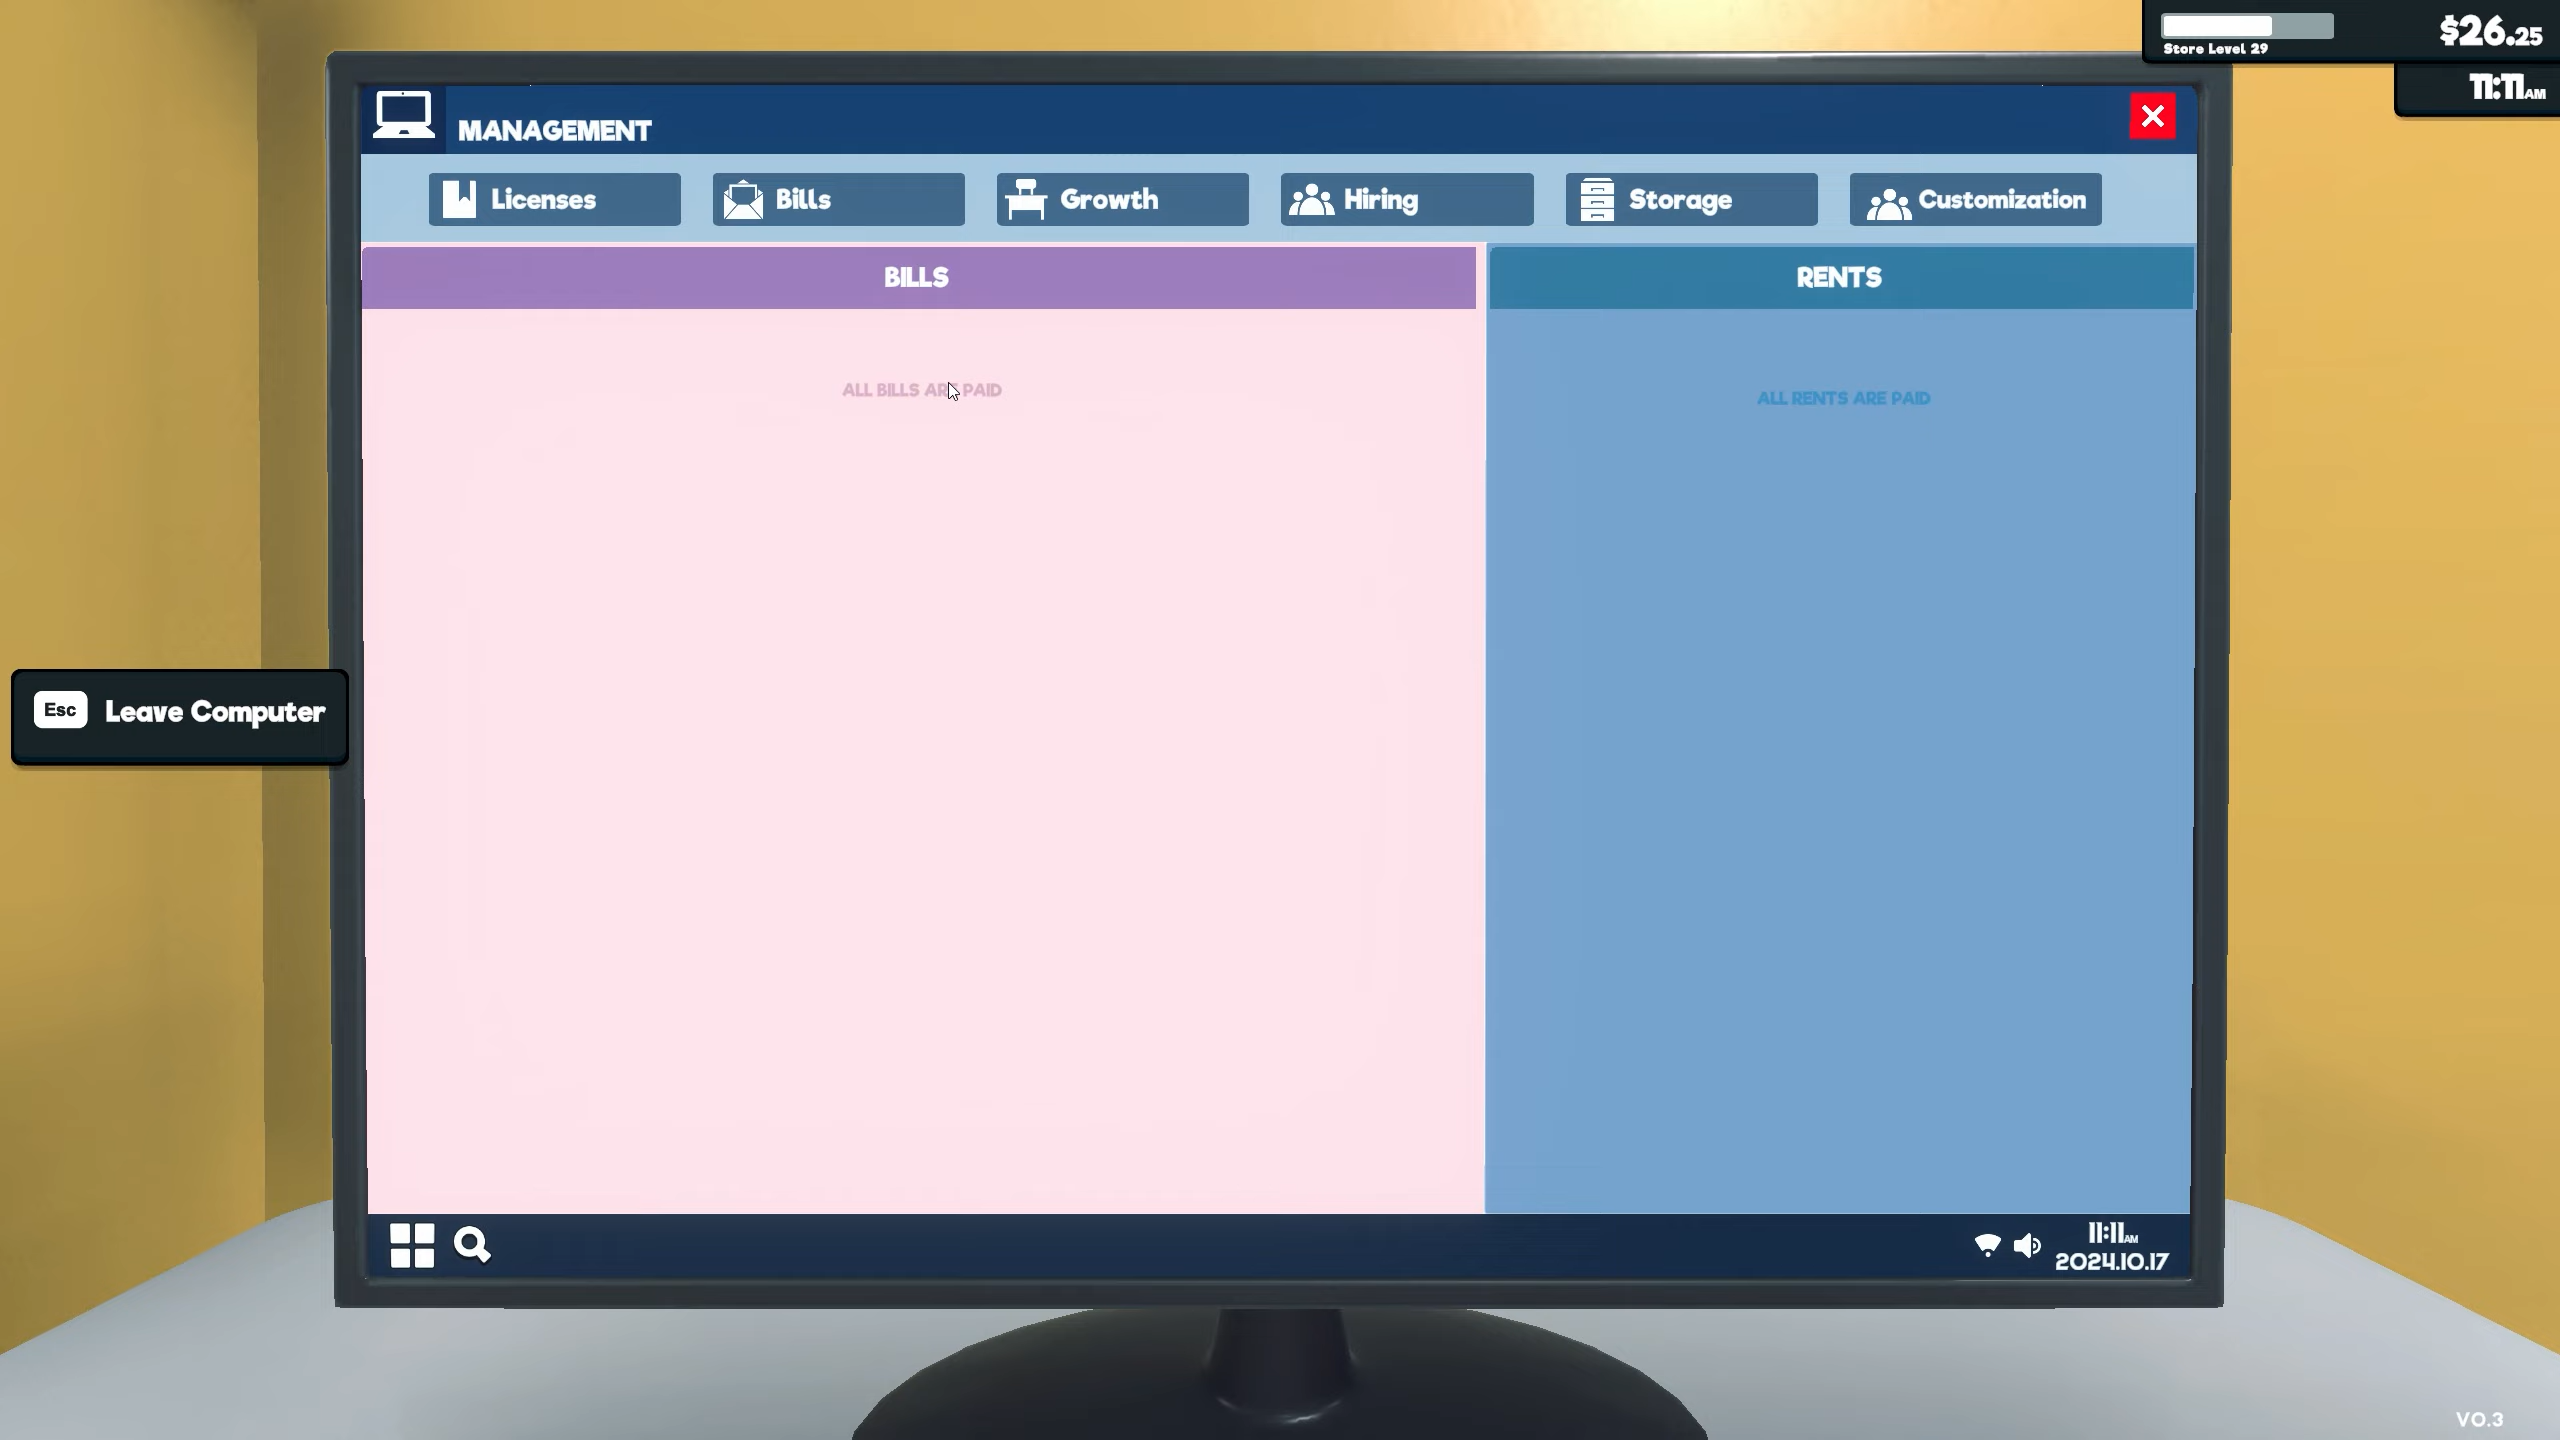 $26.25
Store Level 29
11:11AM
MANAGEMENT
Licenses
Bills
Growth
Hiring
Storage
Customization
BILLS
RENTS
ALL BILLS ARE PAID
ALL RENTS ARE PAID
Esc Leave Computer
11:11AM
2024.10.17
V0.3